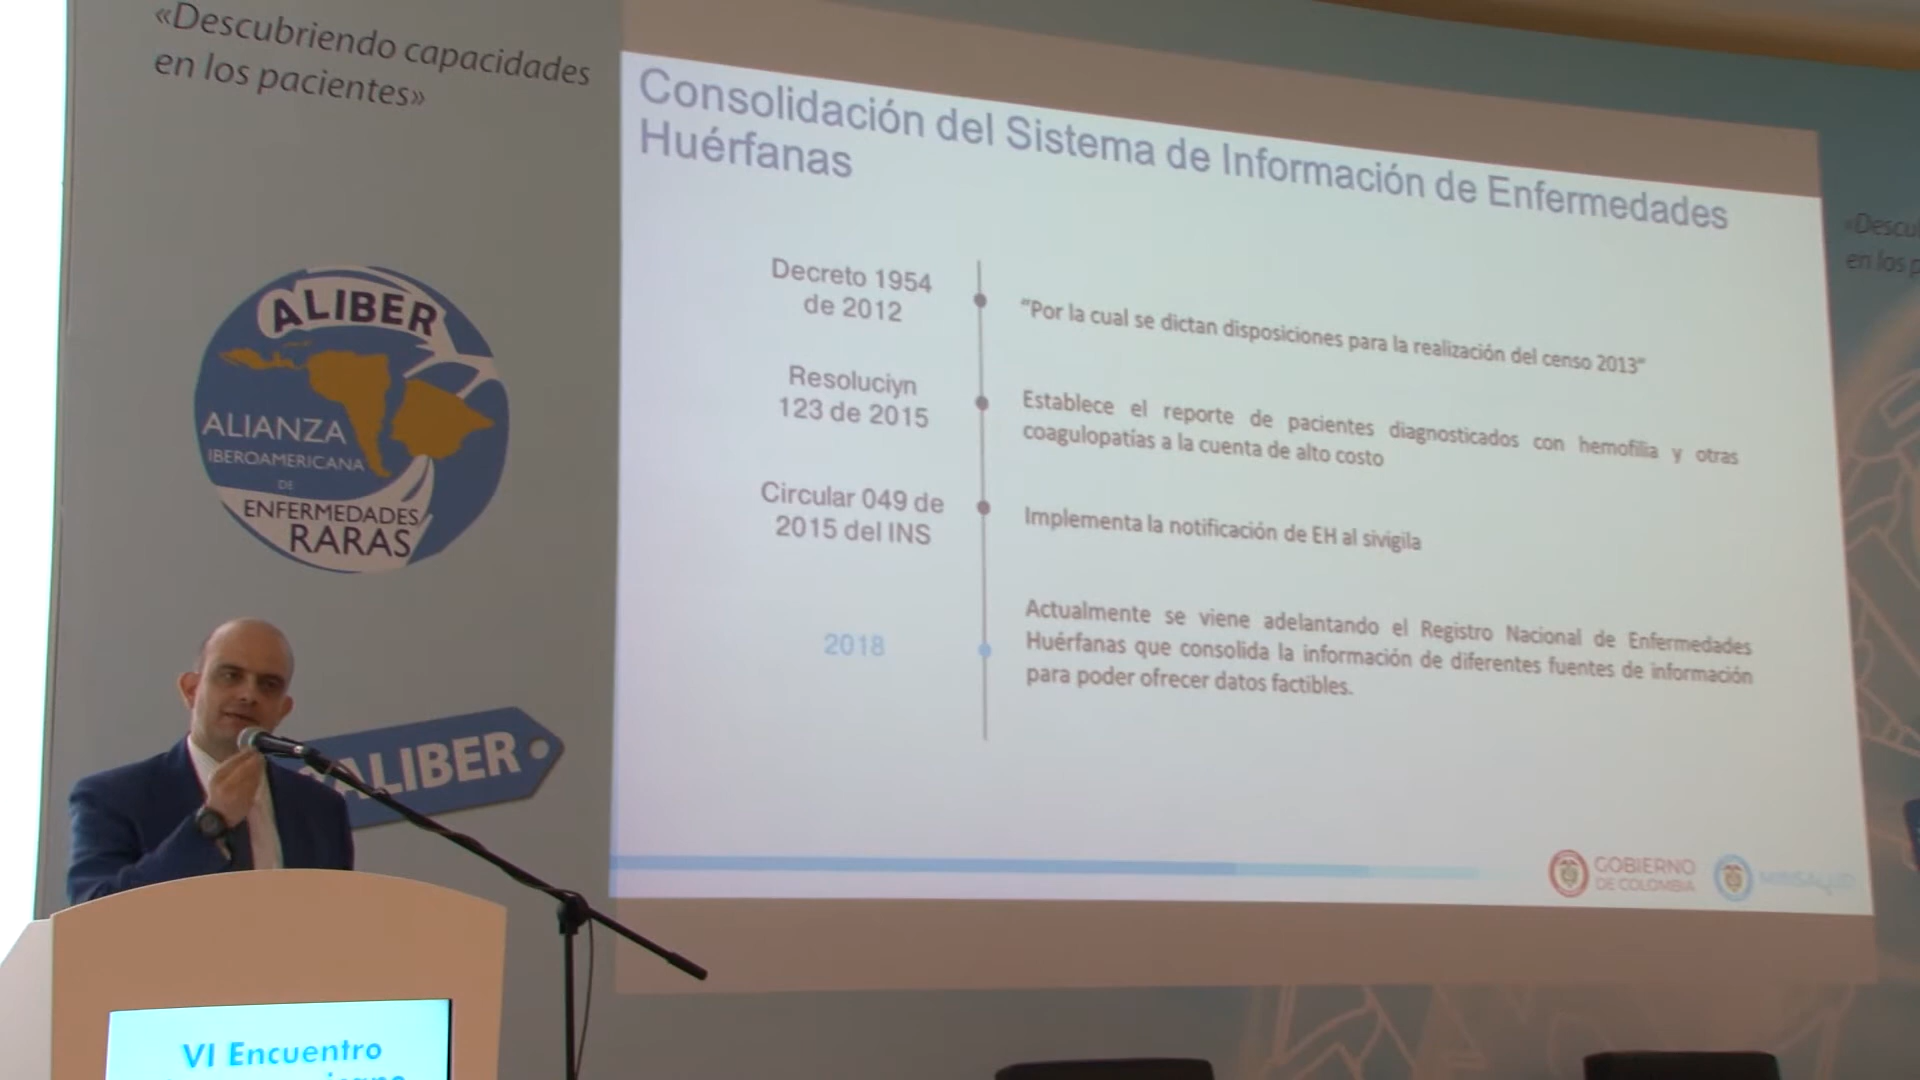 «Descubriendo capacidades
en los pacientes»
ALIBER
ALIANZA
IBEROAMERICANA
DE
ENFERMEDADES
RARAS
ALIBER
VI Encuentro
Consolidación del Sistema de Información de Enfermedades
Huérfanas
Decreto 1954
de 2012
"Por la cual se dictan disposiciones para la realización del censo 2013"
Resoluciyn
123 de 2015
Establece el reporte de pacientes diagnosticados con hemofilia y otras
coagulopatías a la cuenta de alto costo
Circular 049 de
2015 del INS
Implementa la notificación de EH al sivigila
2018
Actualmente se viene adelantando el Registro Nacional de Enfermedades
Huérfanas que consolida la información de diferentes fuentes de información
para poder ofrecer datos factibles.
GOBIERNO
DE COLOMBIA
MINSALUD
«Descu
en los p